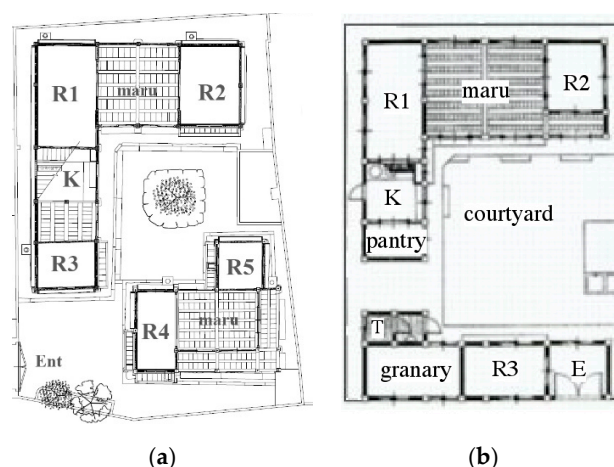 R1
maru
R2
K
R3
R5
R4
maru
Ent
(a)
R1
maru
R2
K
pantry
courtyard
T
granary
R3
E
(b)